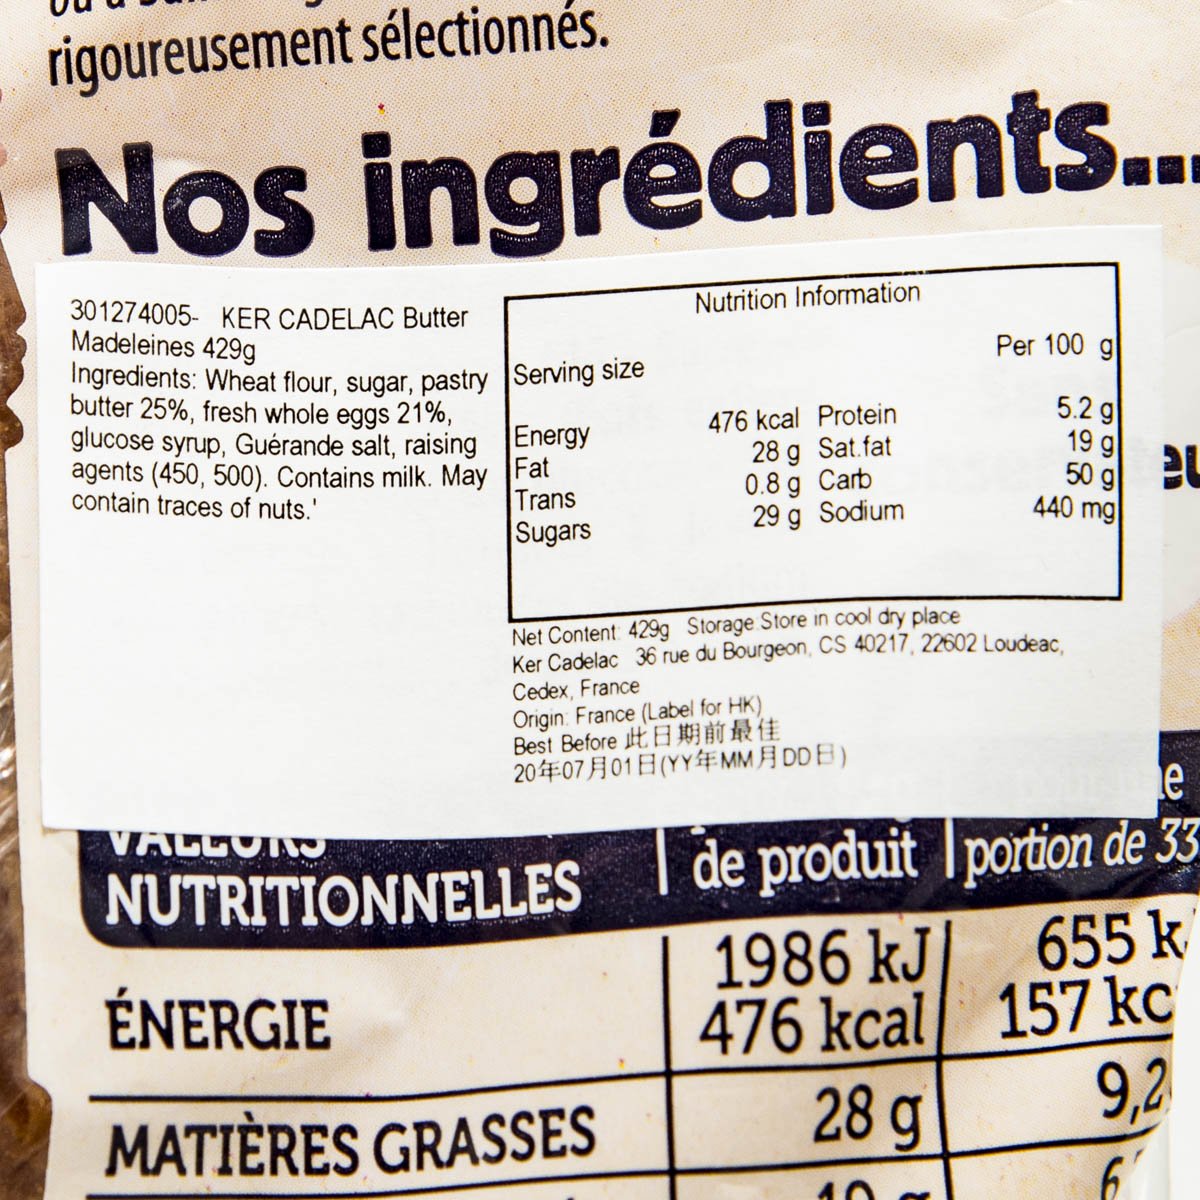 rigoureusement sélectionnés.
Nos ingrédients...
301274005- KER CADELAC Butter
Madeleines 429g
Ingredients: Wheat flour, sugar, pastry
butter 25%, fresh whole eggs 21%,
glucose syrup, Guérande salt, raising
agents (450, 500). Contains milk. May
contain traces of nuts.'
Nutrition Information
Per 100 g
Serving size
Energy 476 kcal Protein 5.2 g
Fat 28 g Sat.fat 19 g
Trans 0.8 g Carb 50 g
Sugars 29 g Sodium 440 mg
Net Content: 429g Storage:Store in cool dry place
Ker Cadelac 36 rue du Bourgeon, CS 40217, 22602 Loudeac,
Cedex, France
Origin: France (Label for HK)
Best Before 此日期前最佳
20年07月01日(YY年MM月DD日)
VALEURS
NUTRITIONNELLES
de produit
portion de 33
ÉNERGIE
1986 kJ 655 k
476 kcal 157 kc
MATIÈRES GRASSES 28 g 9,2